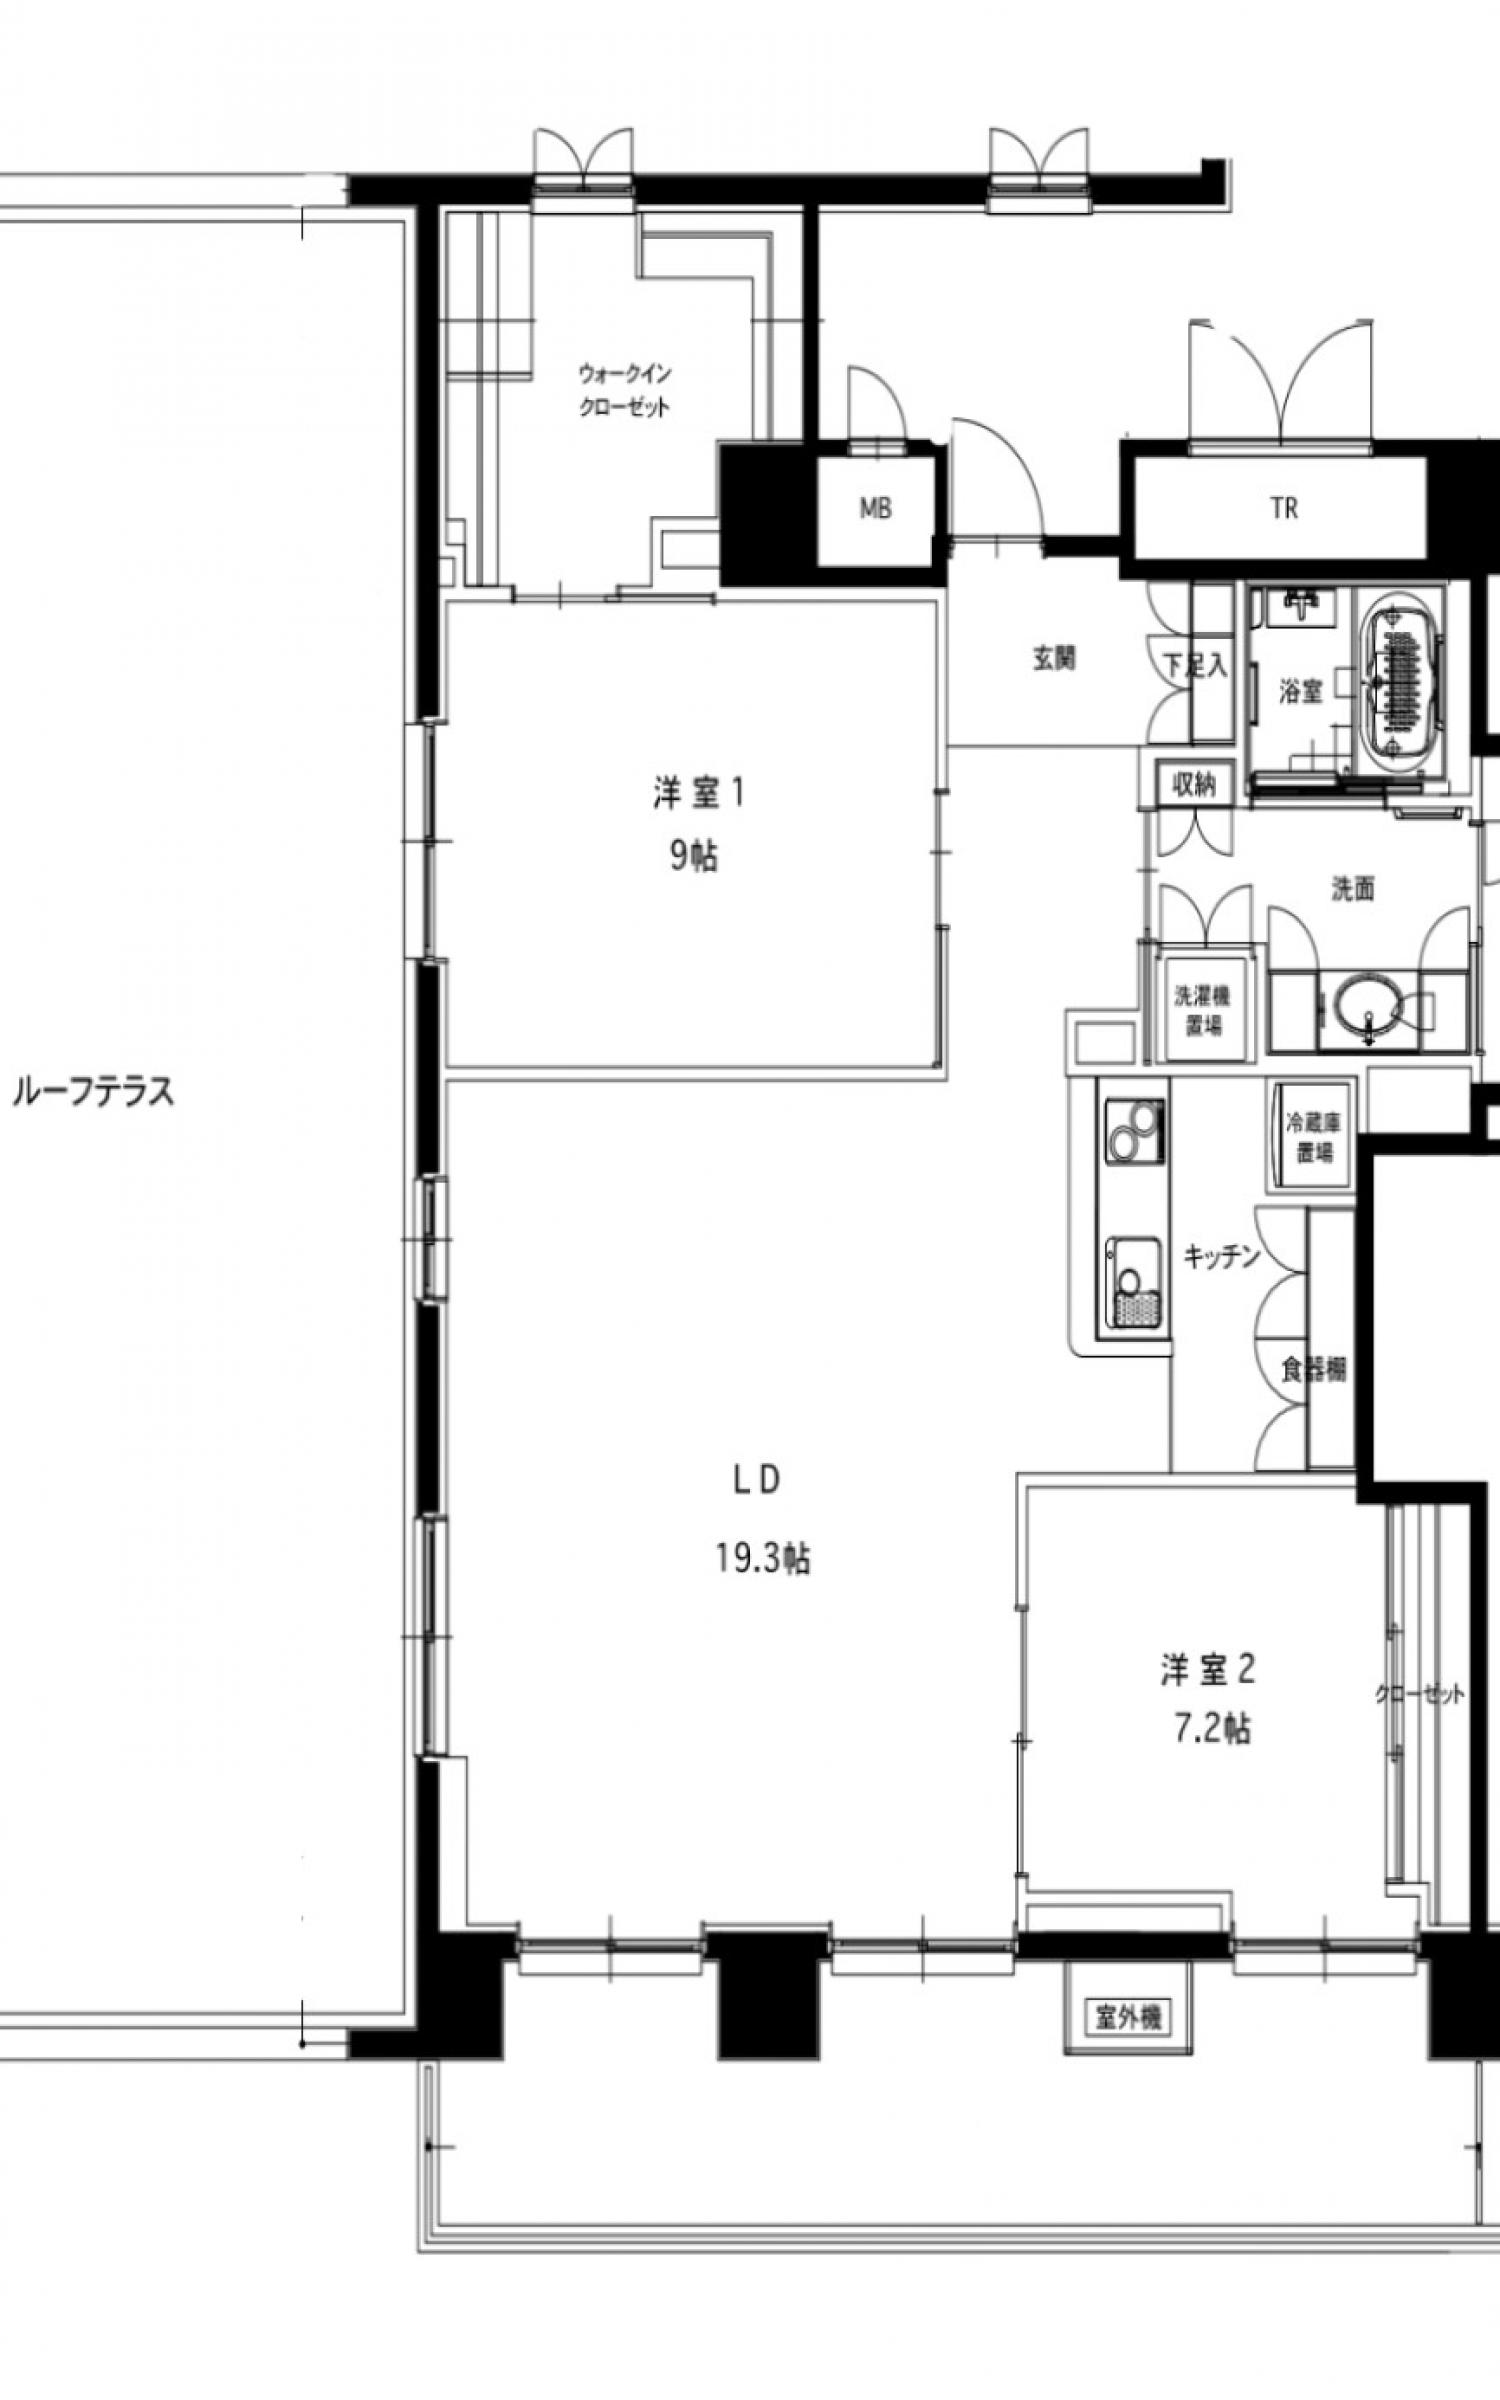 ウォークイン
クローゼット
MB
TR
玄関
下足入
浴室
収納
洋室1
9帖
洗面
洗濯機
置場
ルーフテラス
冷蔵庫
置場
キッチン
食器棚
LD
19.3帖
洋室2
7.2帖
クローゼット
室外機